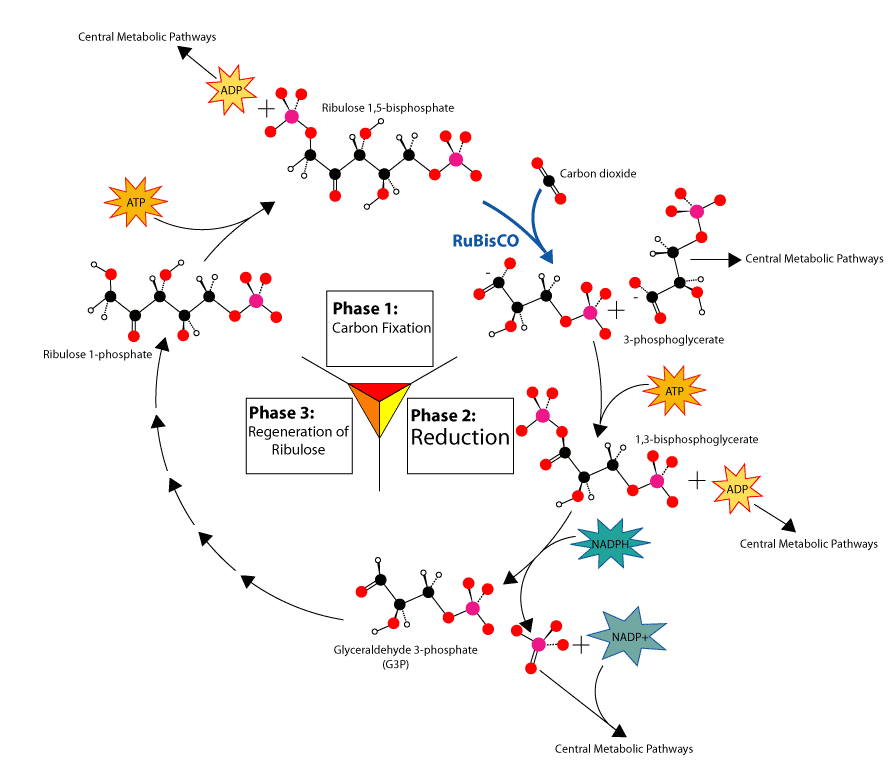 Central Metabolic Pathways
ADP
+
Ribulose 1,5-bisphosphate
Carbon dioxide
ATP
RuBisCO
-
Central Metabolic Pathways
+
-
3-phosphoglycerate
Ribulose 1-phosphate
Phase 1:
Carbon Fixation
ATP
Phase 3:
Regeneration of
Ribulose
Phase 2:
Reduction
1,3-bisphosphoglycerate
+
ADP
Central Metabolic Pathways
NADPH
Glyceraldehyde 3-phosphate
(G3P)
+
NADP+
Central Metabolic Pathways